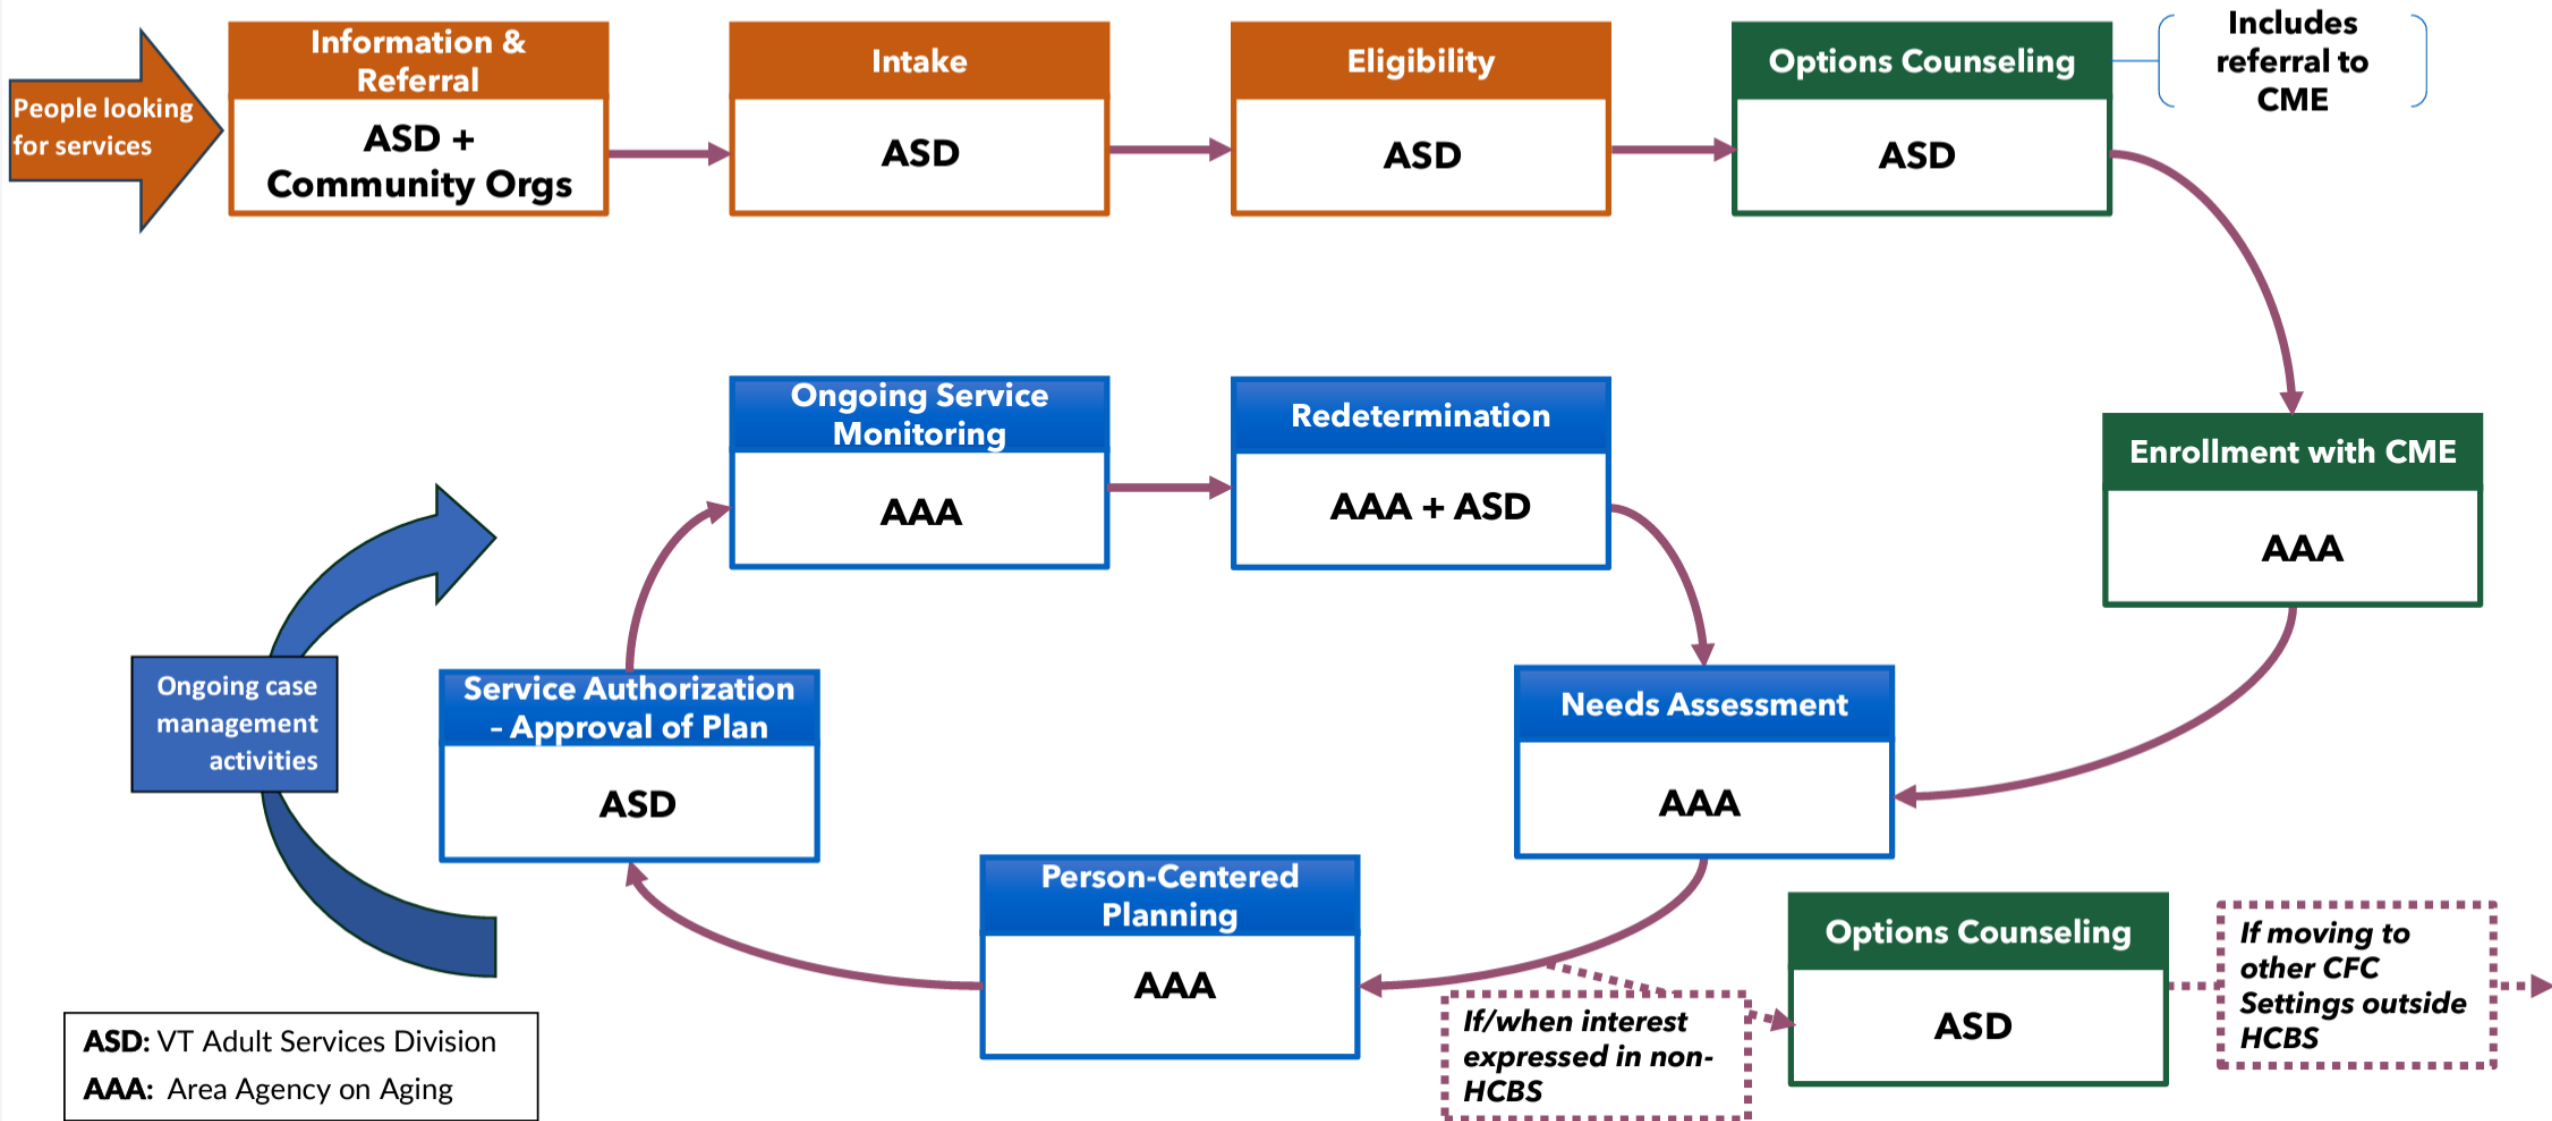 People looking
for services
Information &
Referral
ASD +
Community Orgs
Intake
ASD
Eligibility
ASD
Options Counseling
ASD
Includes
referral to
CME
Ongoing Service
Monitoring
AAA
Redetermination
AAA + ASD
Enrollment with CME
AAA
Ongoing case
management
activities
Service Authorization
– Approval of Plan
ASD
Needs Assessment
AAA
Person-Centered
Planning
AAA
If/when interest
expressed in non-
HCBS
Options Counseling
ASD
If moving to
other CFC
Settings outside
HCBS
ASD: VT Adult Services Division
AAA: Area Agency on Aging